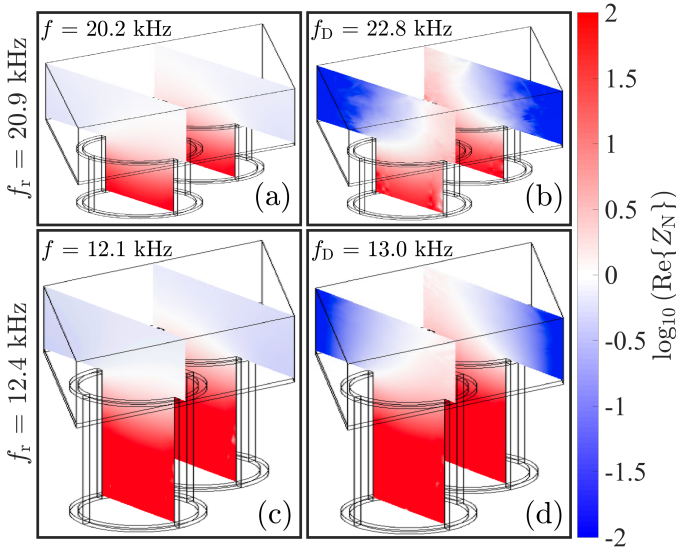 f = 20.2 kHz
f_D = 22.8 kHz
f_r = 20.9 kHz
(a)
(b)
f = 12.1 kHz
f_D = 13.0 kHz
f_r = 12.4 kHz
(c)
(d)
2
1.5
1
0.5
0
-0.5
-1
-1.5
-2
log₁₀ (Re{Z_N})